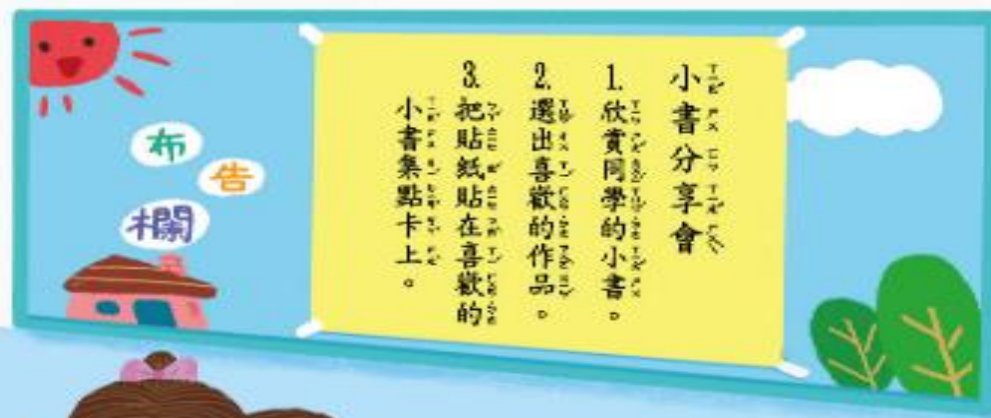 布告欄
小書分享會
1. 欣賞同學的小書。
2. 選出喜歡的作品。
3. 把貼紙貼在喜歡的
小書集點卡上。